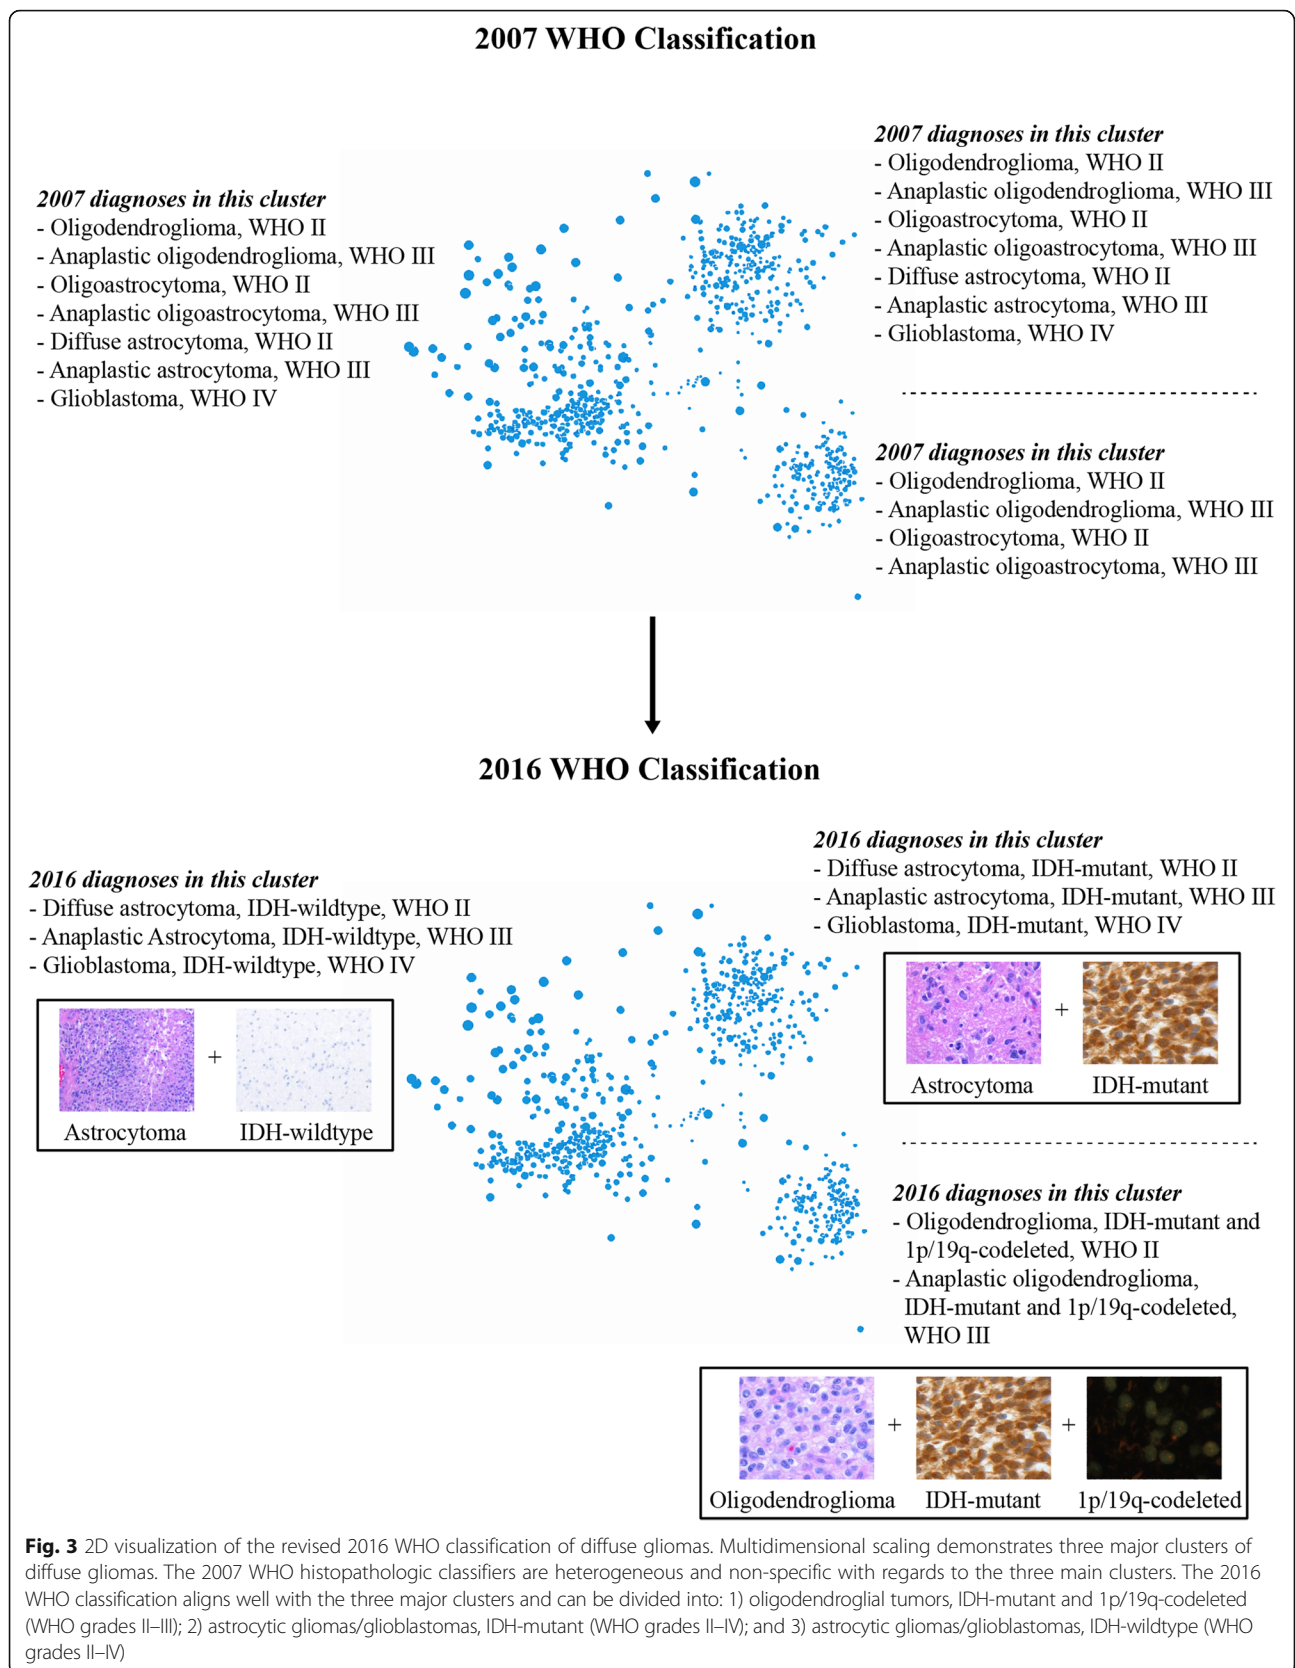 2007 WHO Classification
2007 diagnoses in this cluster
- Oligodendroglioma, WHO II
- Anaplastic oligodendroglioma, WHO III
- Oligoastrocytoma, WHO II
- Anaplastic oligoastrocytoma, WHO III
- Diffuse astrocytoma, WHO II
- Anaplastic astrocytoma, WHO III
- Glioblastoma, WHO IV
2007 diagnoses in this cluster
- Oligodendroglioma, WHO II
- Anaplastic oligodendroglioma, WHO III
- Oligoastrocytoma, WHO II
- Anaplastic oligoastrocytoma, WHO III
- Diffuse astrocytoma, WHO II
- Anaplastic astrocytoma, WHO III
- Glioblastoma, WHO IV
2007 diagnoses in this cluster
- Oligodendroglioma, WHO II
- Anaplastic oligodendroglioma, WHO III
- Oligoastrocytoma, WHO II
- Anaplastic oligoastrocytoma, WHO III
2016 WHO Classification
2016 diagnoses in this cluster
- Diffuse astrocytoma, IDH-wildtype, WHO II
- Anaplastic Astrocytoma, IDH-wildtype, WHO III
- Glioblastoma, IDH-wildtype, WHO IV
+
Astrocytoma IDH-wildtype
2016 diagnoses in this cluster
- Diffuse astrocytoma, IDH-mutant, WHO II
- Anaplastic astrocytoma, IDH-mutant, WHO III
- Glioblastoma, IDH-mutant, WHO IV
+
Astrocytoma IDH-mutant
2016 diagnoses in this cluster
- Oligodendroglioma, IDH-mutant and
1p/19q-codeleted, WHO II
- Anaplastic oligodendroglioma,
IDH-mutant and 1p/19q-codeleted,
WHO III
+ +
Oligodendroglioma IDH-mutant 1p/19q-codeleted
Fig. 3 2D visualization of the revised 2016 WHO classification of diffuse gliomas. Multidimensional scaling demonstrates three major clusters of
diffuse gliomas. The 2007 WHO histopathologic classifiers are heterogeneous and non-specific with regards to the three main clusters. The 2016
WHO classification aligns well with the three major clusters and can be divided into: 1) oligodendroglial tumors, IDH-mutant and 1p/19q-codeleted
(WHO grades II–III); 2) astrocytic gliomas/glioblastomas, IDH-mutant (WHO grades II–IV); and 3) astrocytic gliomas/glioblastomas, IDH-wildtype (WHO
grades II–IV)